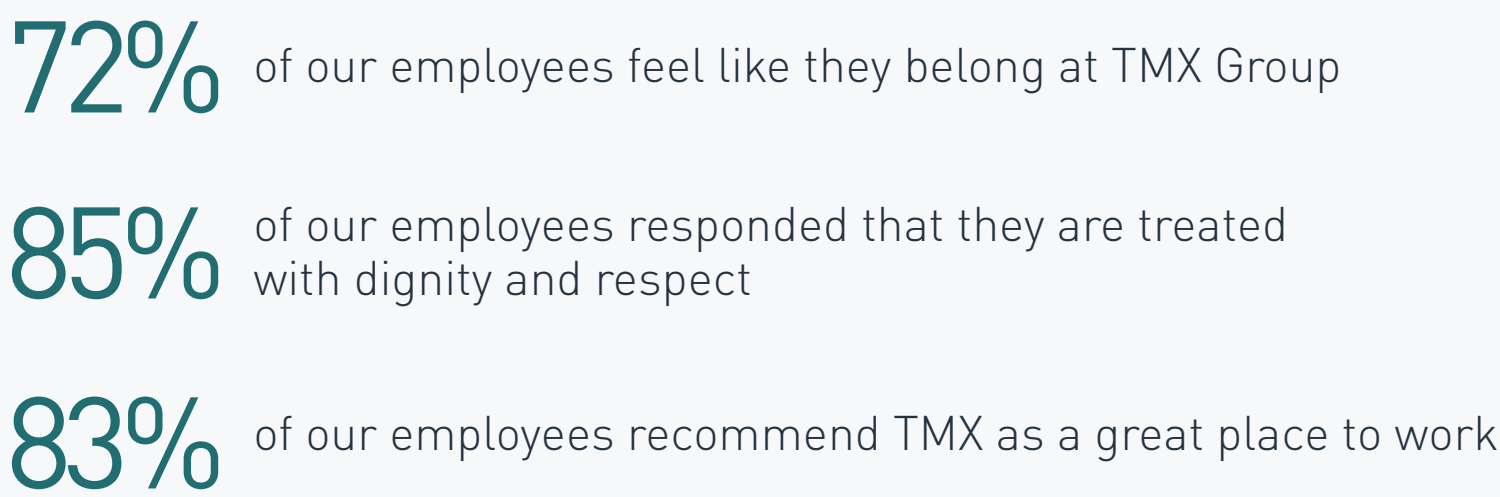 72% of our employees feel like they belong at TMX Group
85% of our employees responded that they are treated
with dignity and respect
83% of our employees recommend TMX as a great place to work